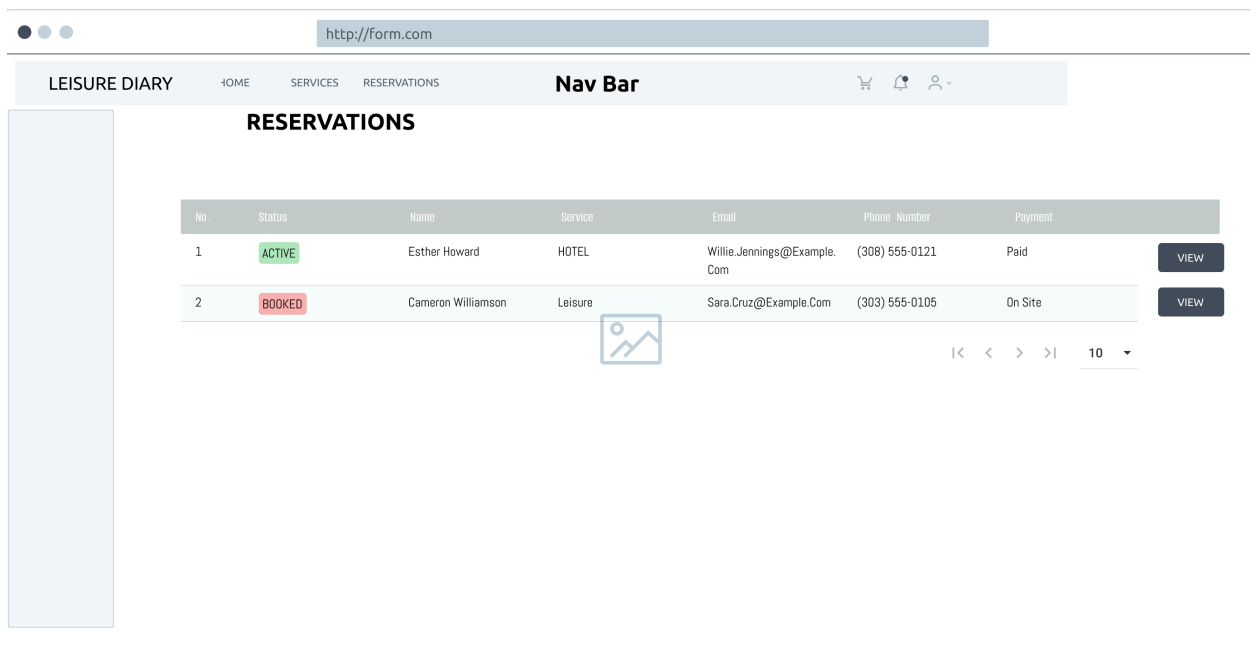 http://form.com
LEISURE DIARY HOME SERVICES RESERVATIONS Nav Bar
RESERVATIONS
No. Status Name Service Email Phone Number Payment
1 ACTIVE Esther Howard HOTEL Willie.Jennings@Example. (308) 555-0121 Paid VIEW
Com
2 BOOKED Cameron Williamson Leisure Sara.Cruz@Example.Com (303) 555-0105 On Site VIEW
10